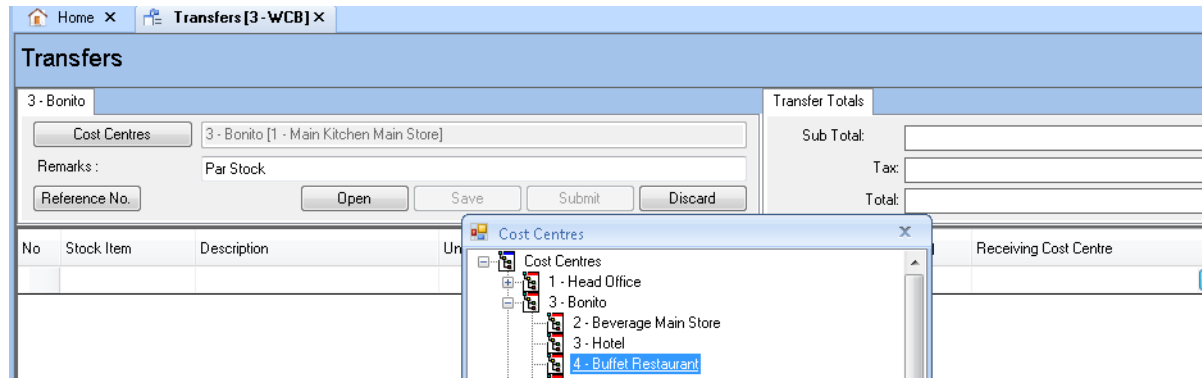 Home
Transfers [3 - WCB]
Transfers
3 - Bonito
Transfer Totals
Cost Centres
3 - Bonito [1 - Main Kitchen Main Store]
Sub Total:
Remarks :
Par Stock
Tax:
Reference No.
Open
Save
Submit
Discard
Total:
No
Stock Item
Description
Un
Receiving Cost Centre
Cost Centres
Cost Centres
1 - Head Office
3 - Bonito
2 - Beverage Main Store
3 - Hotel
4 - Buffet Restaurant